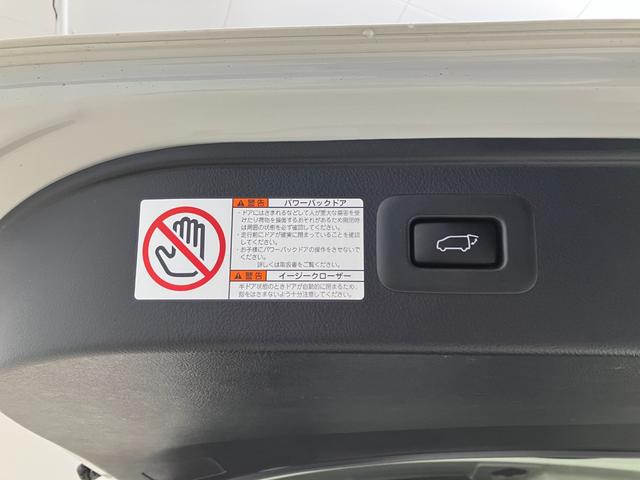 警告 パワーバックドア
・ドアにはさまれるなどして人が重大な傷害を受
けたり荷物を損傷するおそれがあるため開閉時
は周囲の状態を必ず確認してください。
・走行前にドアが確実に閉まっていることを確認
してください。
・お子様にパワーバックドアの操作をさせないで
ください。
詳しくは取扱書をご覧ください。
警告 イージークローザー
半ドア状態のときドアが自動的に閉まるため、
指をはさまないよう十分注意してください。